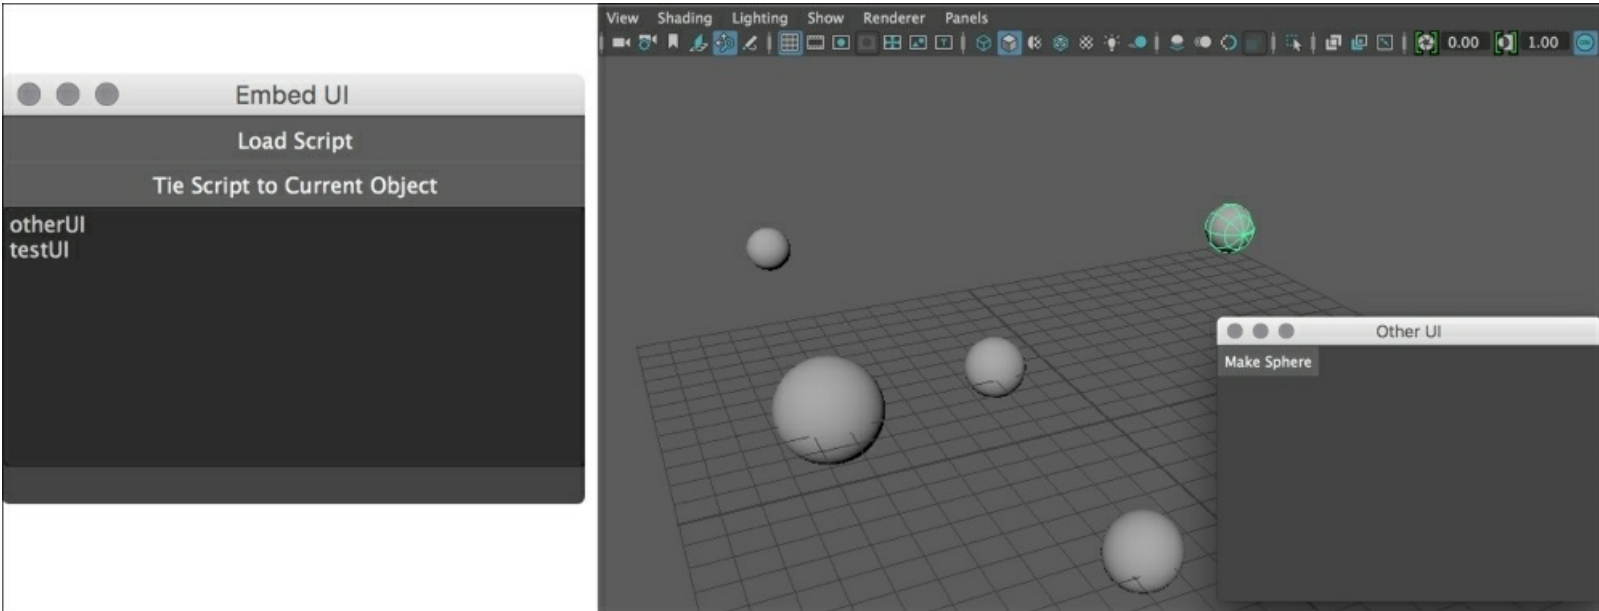 Embed UI
Load Script
Tie Script to Current Object
otherUI
testUI
View Shading Lighting Show Renderer Panels
0.00 1.00
Other UI
Make Sphere